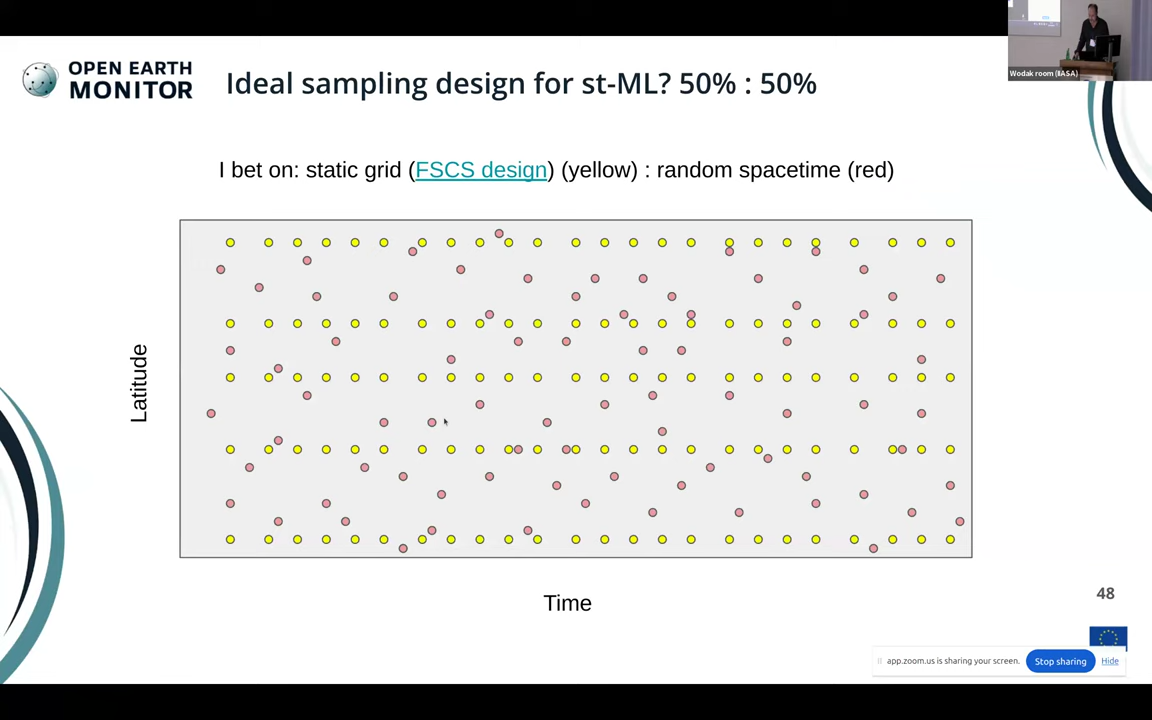 Wodak room (IIASA)
OPEN EARTH
MONITOR
Ideal sampling design for st-ML? 50% : 50%
I bet on: static grid (FSCS design) (yellow) : random spacetime (red)
Latitude
Time
48
app.zoom.us is sharing your screen.
Stop sharing
Hide